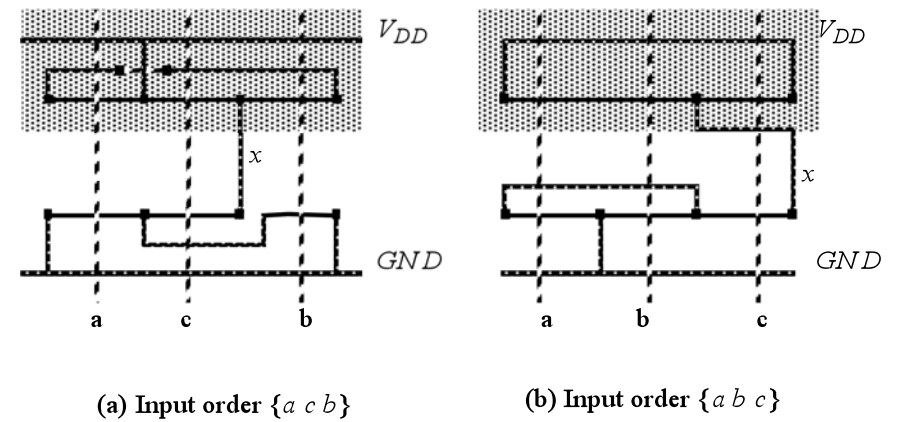 V_DD
V_DD
x
x
GND
GND
a c b
a b c
(a) Input order {a c b}
(b) Input order {a b c}